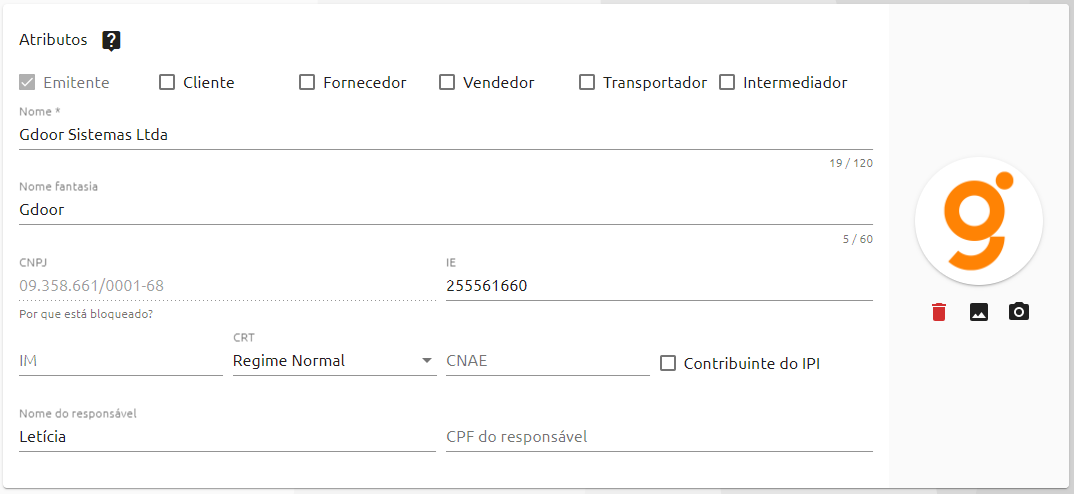 Atributos ?
Emitente Cliente Fornecedor Vendedor Transportador Intermediador
Nome *
Gdoor Sistemas Ltda
19 / 120
Nome fantasia
Gdoor
5 / 60
CNPJ IE
09.358.661/0001-68 255561660
Por que está bloqueado?
CRT
IM Regime Normal CNAE Contribuinte do IPI
Nome do responsável
Letícia CPF do responsável
g